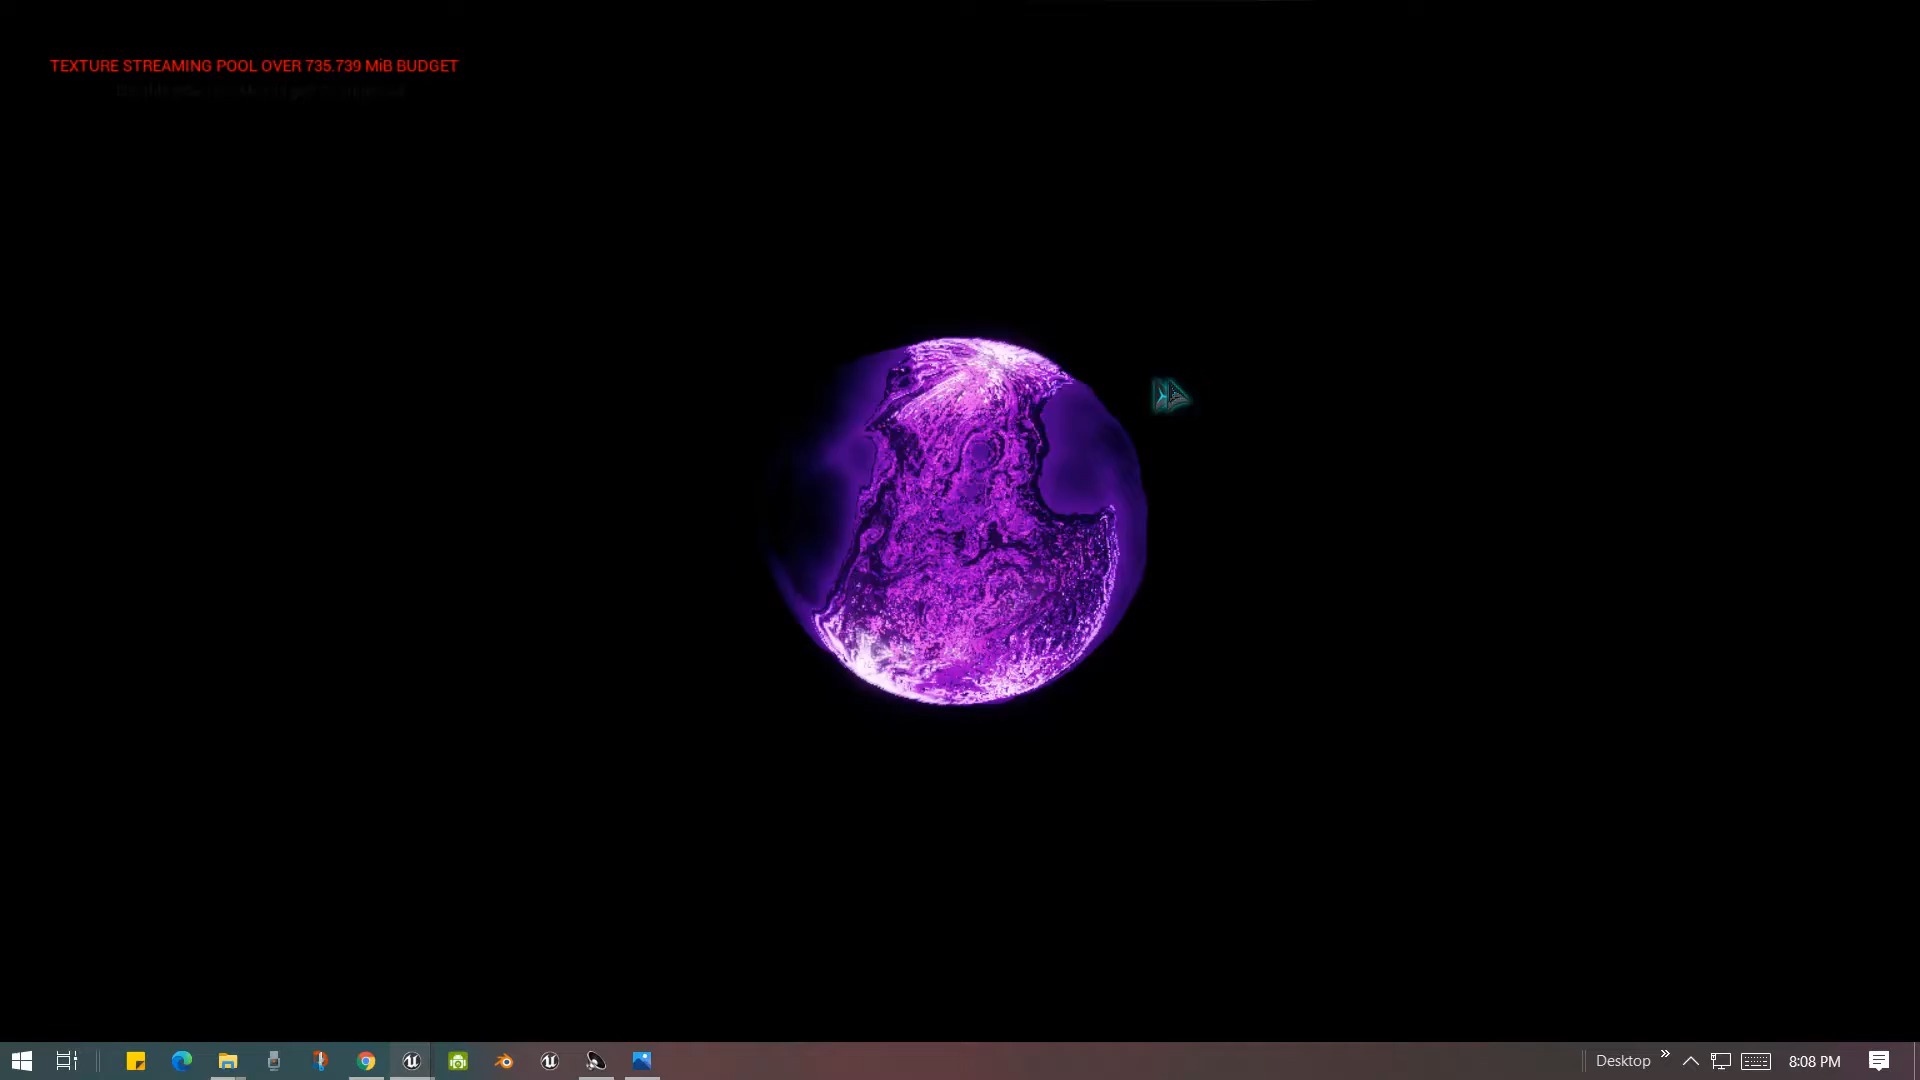 TEXTURE STREAMING POOL OVER 735.739 MiB BUDGET
Desktop
8:08 PM